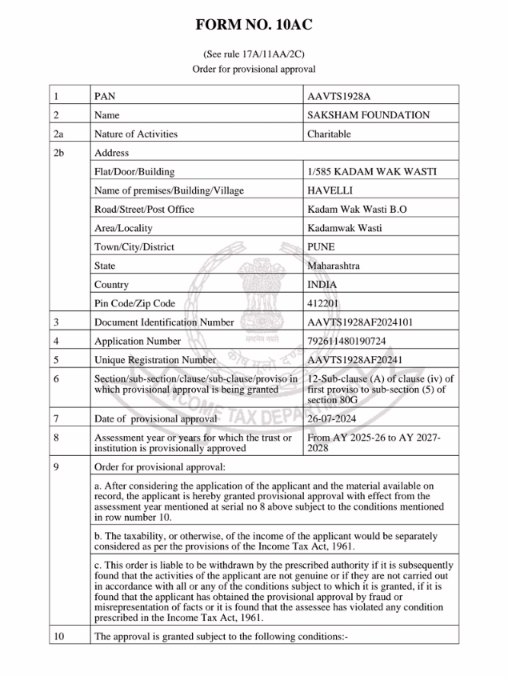 FORM NO. 10AC
(See rule 17A/11AA/2C)
Order for provisional approval
1 PAN AAVTS1928A
2 Name SAKSHAM FOUNDATION
2a Nature of Activities Charitable
2b Address
Flat/Door/Building 1/585 KADAM WAK WASTI
Name of premises/Building/Village HAVELLI
Road/Street/Post Office Kadam Wak Wasti B.O
Area/Locality Kadamwak Wasti
Town/City/District PUNE
State Maharashtra
Country INDIA
Pin Code/Zip Code 412201
3 Document Identification Number AAVTS1928AF2024101
4 Application Number 792611480190724
5 Unique Registration Number AAVTS1928AF20241
6 Section/sub-section/clause/sub-clause/proviso in 12-Sub-clause (A) of clause (iv) of
which provisional approval is being granted first proviso to sub-section (5) of
section 80G
7 Date of provisional approval 26-07-2024
8 Assessment year or years for which the trust or From AY 2025-26 to AY 2027-
institution is provisionally approved 2028
9 Order for provisional approval:
a. After considering the application of the applicant and the material available on
record, the applicant is hereby granted provisional approval with effect from the
assessment year mentioned at serial no 8 above subject to the conditions mentioned
in row number 10.
b. The taxability, or otherwise, of the income of the applicant would be separately
considered as per the provisions of the Income Tax Act, 1961.
c. This order is liable to be withdrawn by the prescribed authority if it is subsequently
found that the activities of the applicant are not genuine or if they are not carried out
in accordance with all or any of the conditions subject to which it is granted, if it is
found that the applicant has obtained the provisional approval by fraud or
misrepresentation of facts or it is found that the assessee has violated any condition
prescribed in the Income Tax Act, 1961.
10 The approval is granted subject to the following conditions:-
INCOME TAX DEPARTMENT